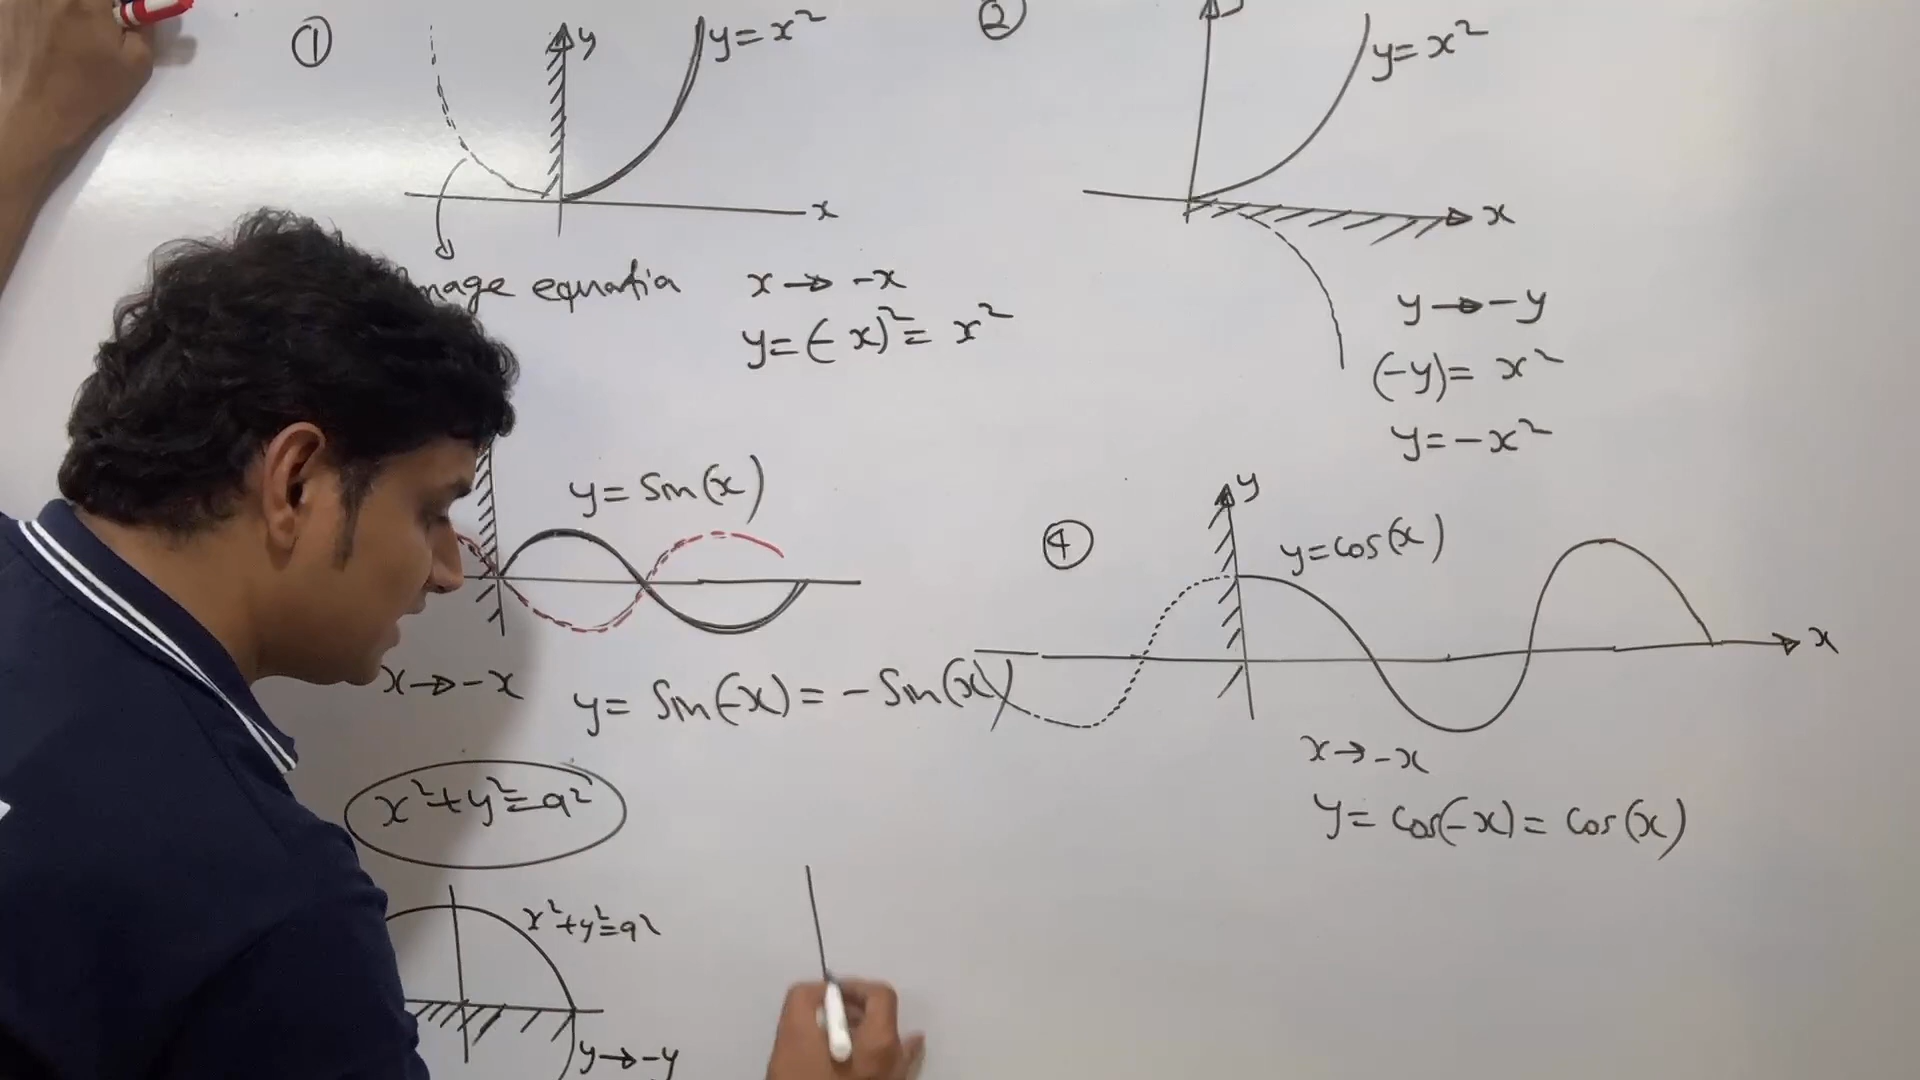 ①
y
y=x²
x
mage equatia
x → -x
y=(-x)²= x²
②
y=x²
x
y → -y
(-y)= x²
y=-x²
y=Sin(x)
x → -x
y= Sin(-x)= -Sin(x)
④
y
y=Cos(x)
x
x → -x
y= Cos(-x)= Cos(x)
x²+y²=a²
x²+y²=a²
y → -y